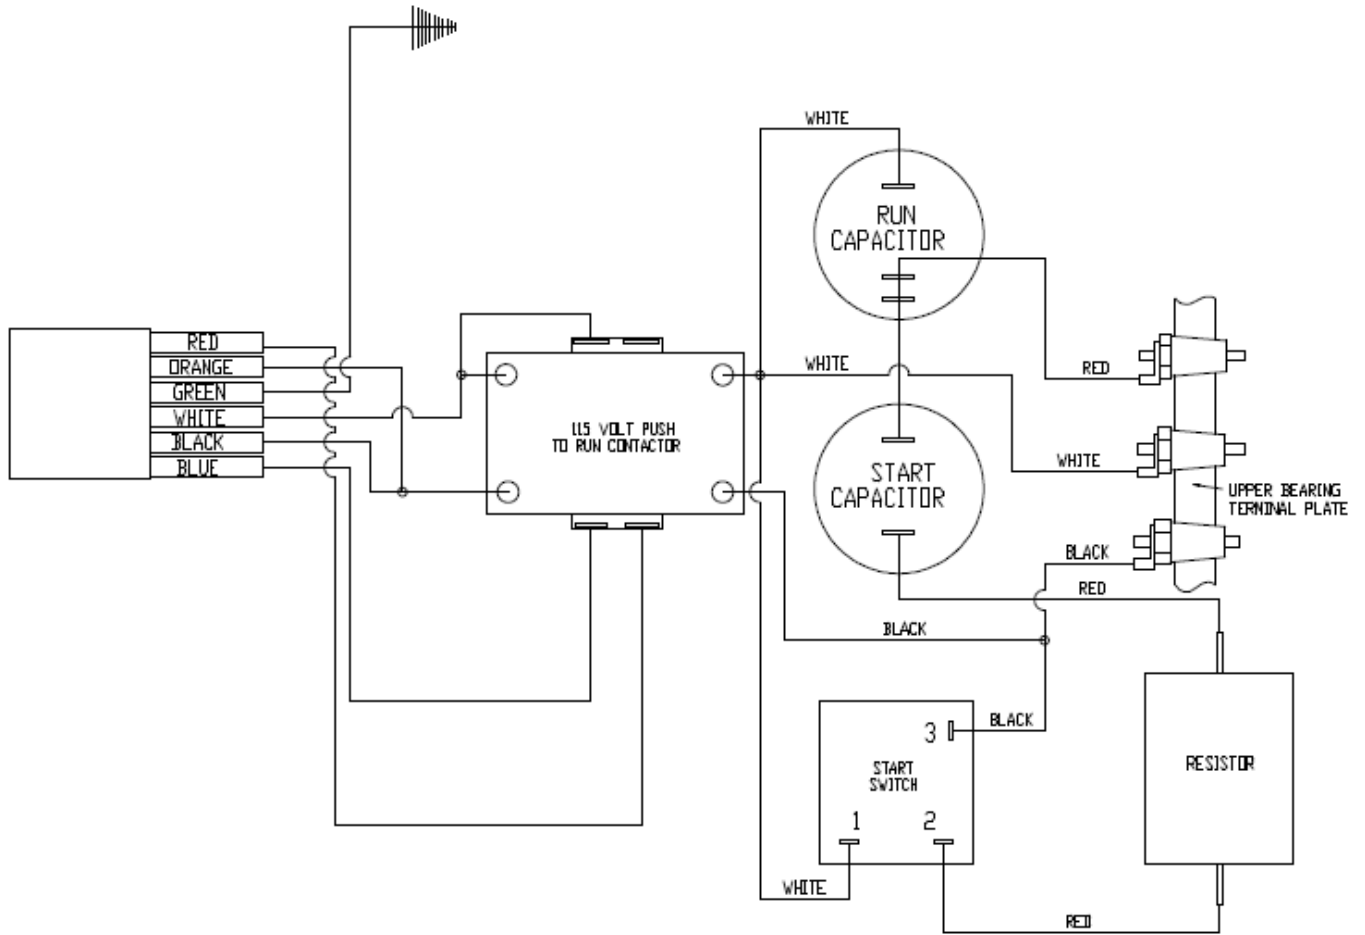 WHITE
RUN
CAPACITOR
RED
ORANGE
GREEN
WHITE
BLACK
BLUE
115 VOLT PUSH
TO RUN CONTACTOR
WHITE
RED
WHITE
START
CAPACITOR
UPPER BEARING
TERMINAL PLATE
BLACK
RED
BLACK
3
BLACK
START
SWITCH
1
2
RESISTOR
WHITE
RED